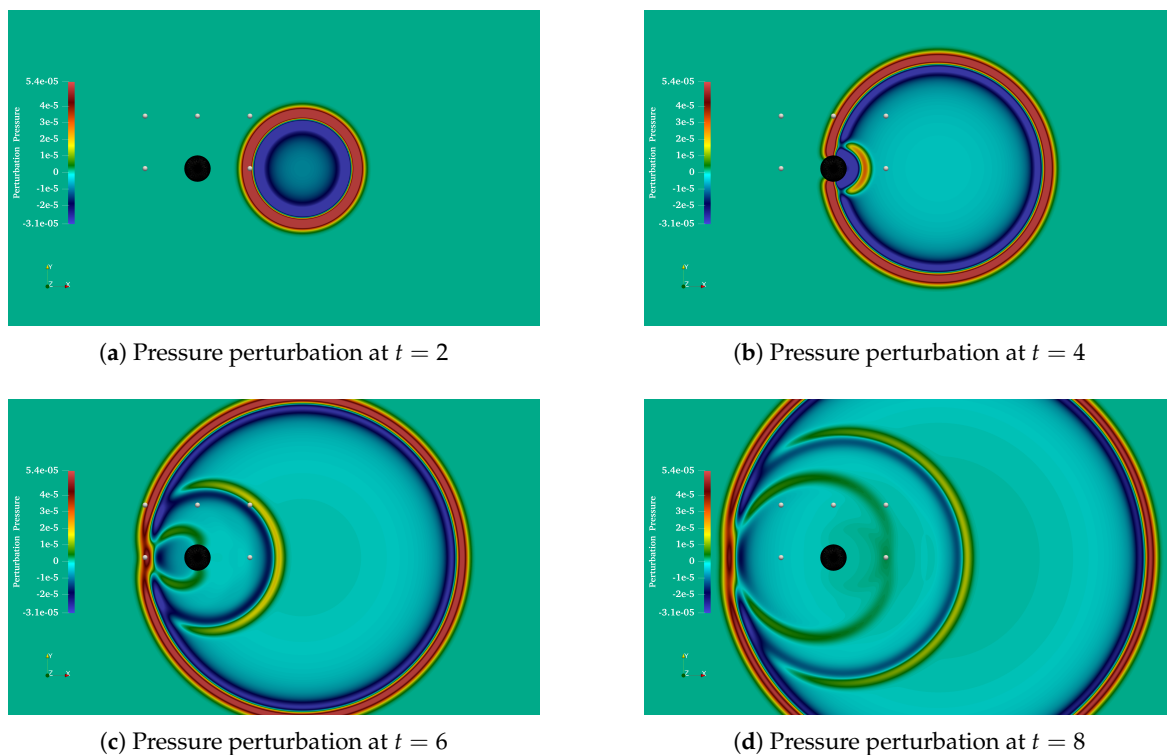 5.4e-05
4e-5
3e-5
2e-5
1e-5
0
-1e-5
-2e-5
-3.1e-05
Perturbation Pressure
Y
Z X
(a) Pressure perturbation at t = 2
5.4e-05
4e-5
3e-5
2e-5
1e-5
0
-1e-5
-2e-5
-3.1e-05
Perturbation Pressure
Y
Z X
(b) Pressure perturbation at t = 4
5.4e-05
4e-5
3e-5
2e-5
1e-5
0
-1e-5
-2e-5
-3.1e-05
Perturbation Pressure
Y
Z X
(c) Pressure perturbation at t = 6
5.4e-05
4e-5
3e-5
2e-5
1e-5
0
-1e-5
-2e-5
-3.1e-05
Perturbation Pressure
Y
Z X
(d) Pressure perturbation at t = 8